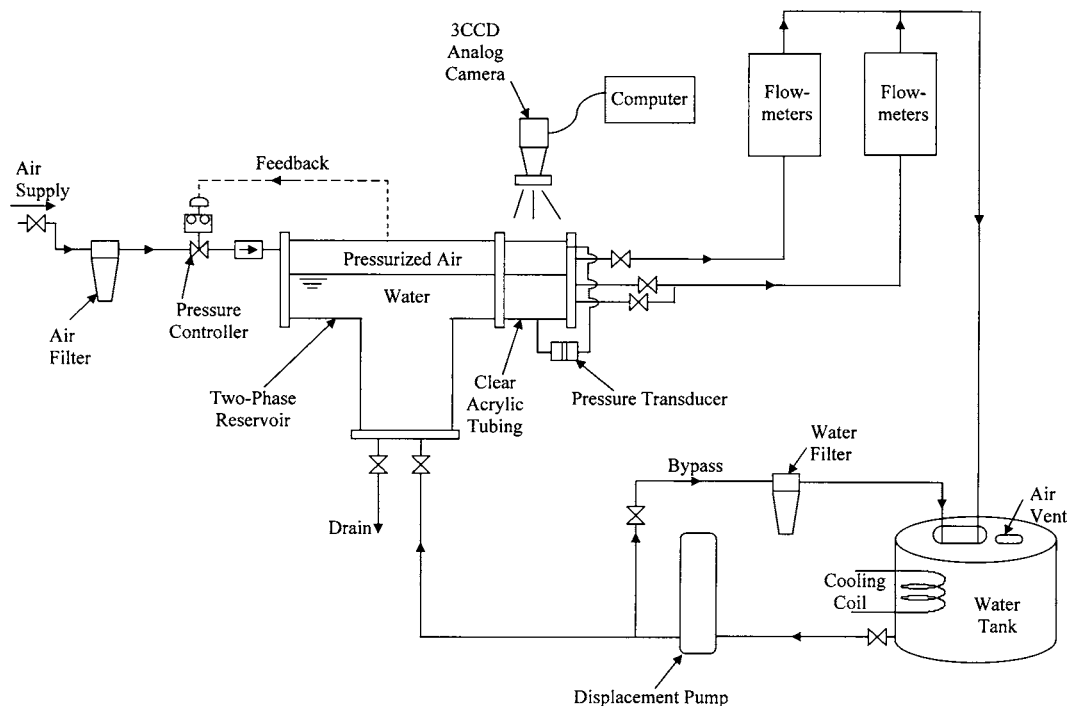 3CCD
Analog
Camera
Computer
Flow-
meters
Flow-
meters
Air
Supply
Feedback
Pressurized Air
Water
Air
Filter
Pressure
Controller
Two-Phase
Reservoir
Clear
Acrylic
Tubing
Pressure Transducer
Drain
Bypass
Water
Filter
Air
Vent
Cooling
Coil
Water
Tank
Displacement Pump